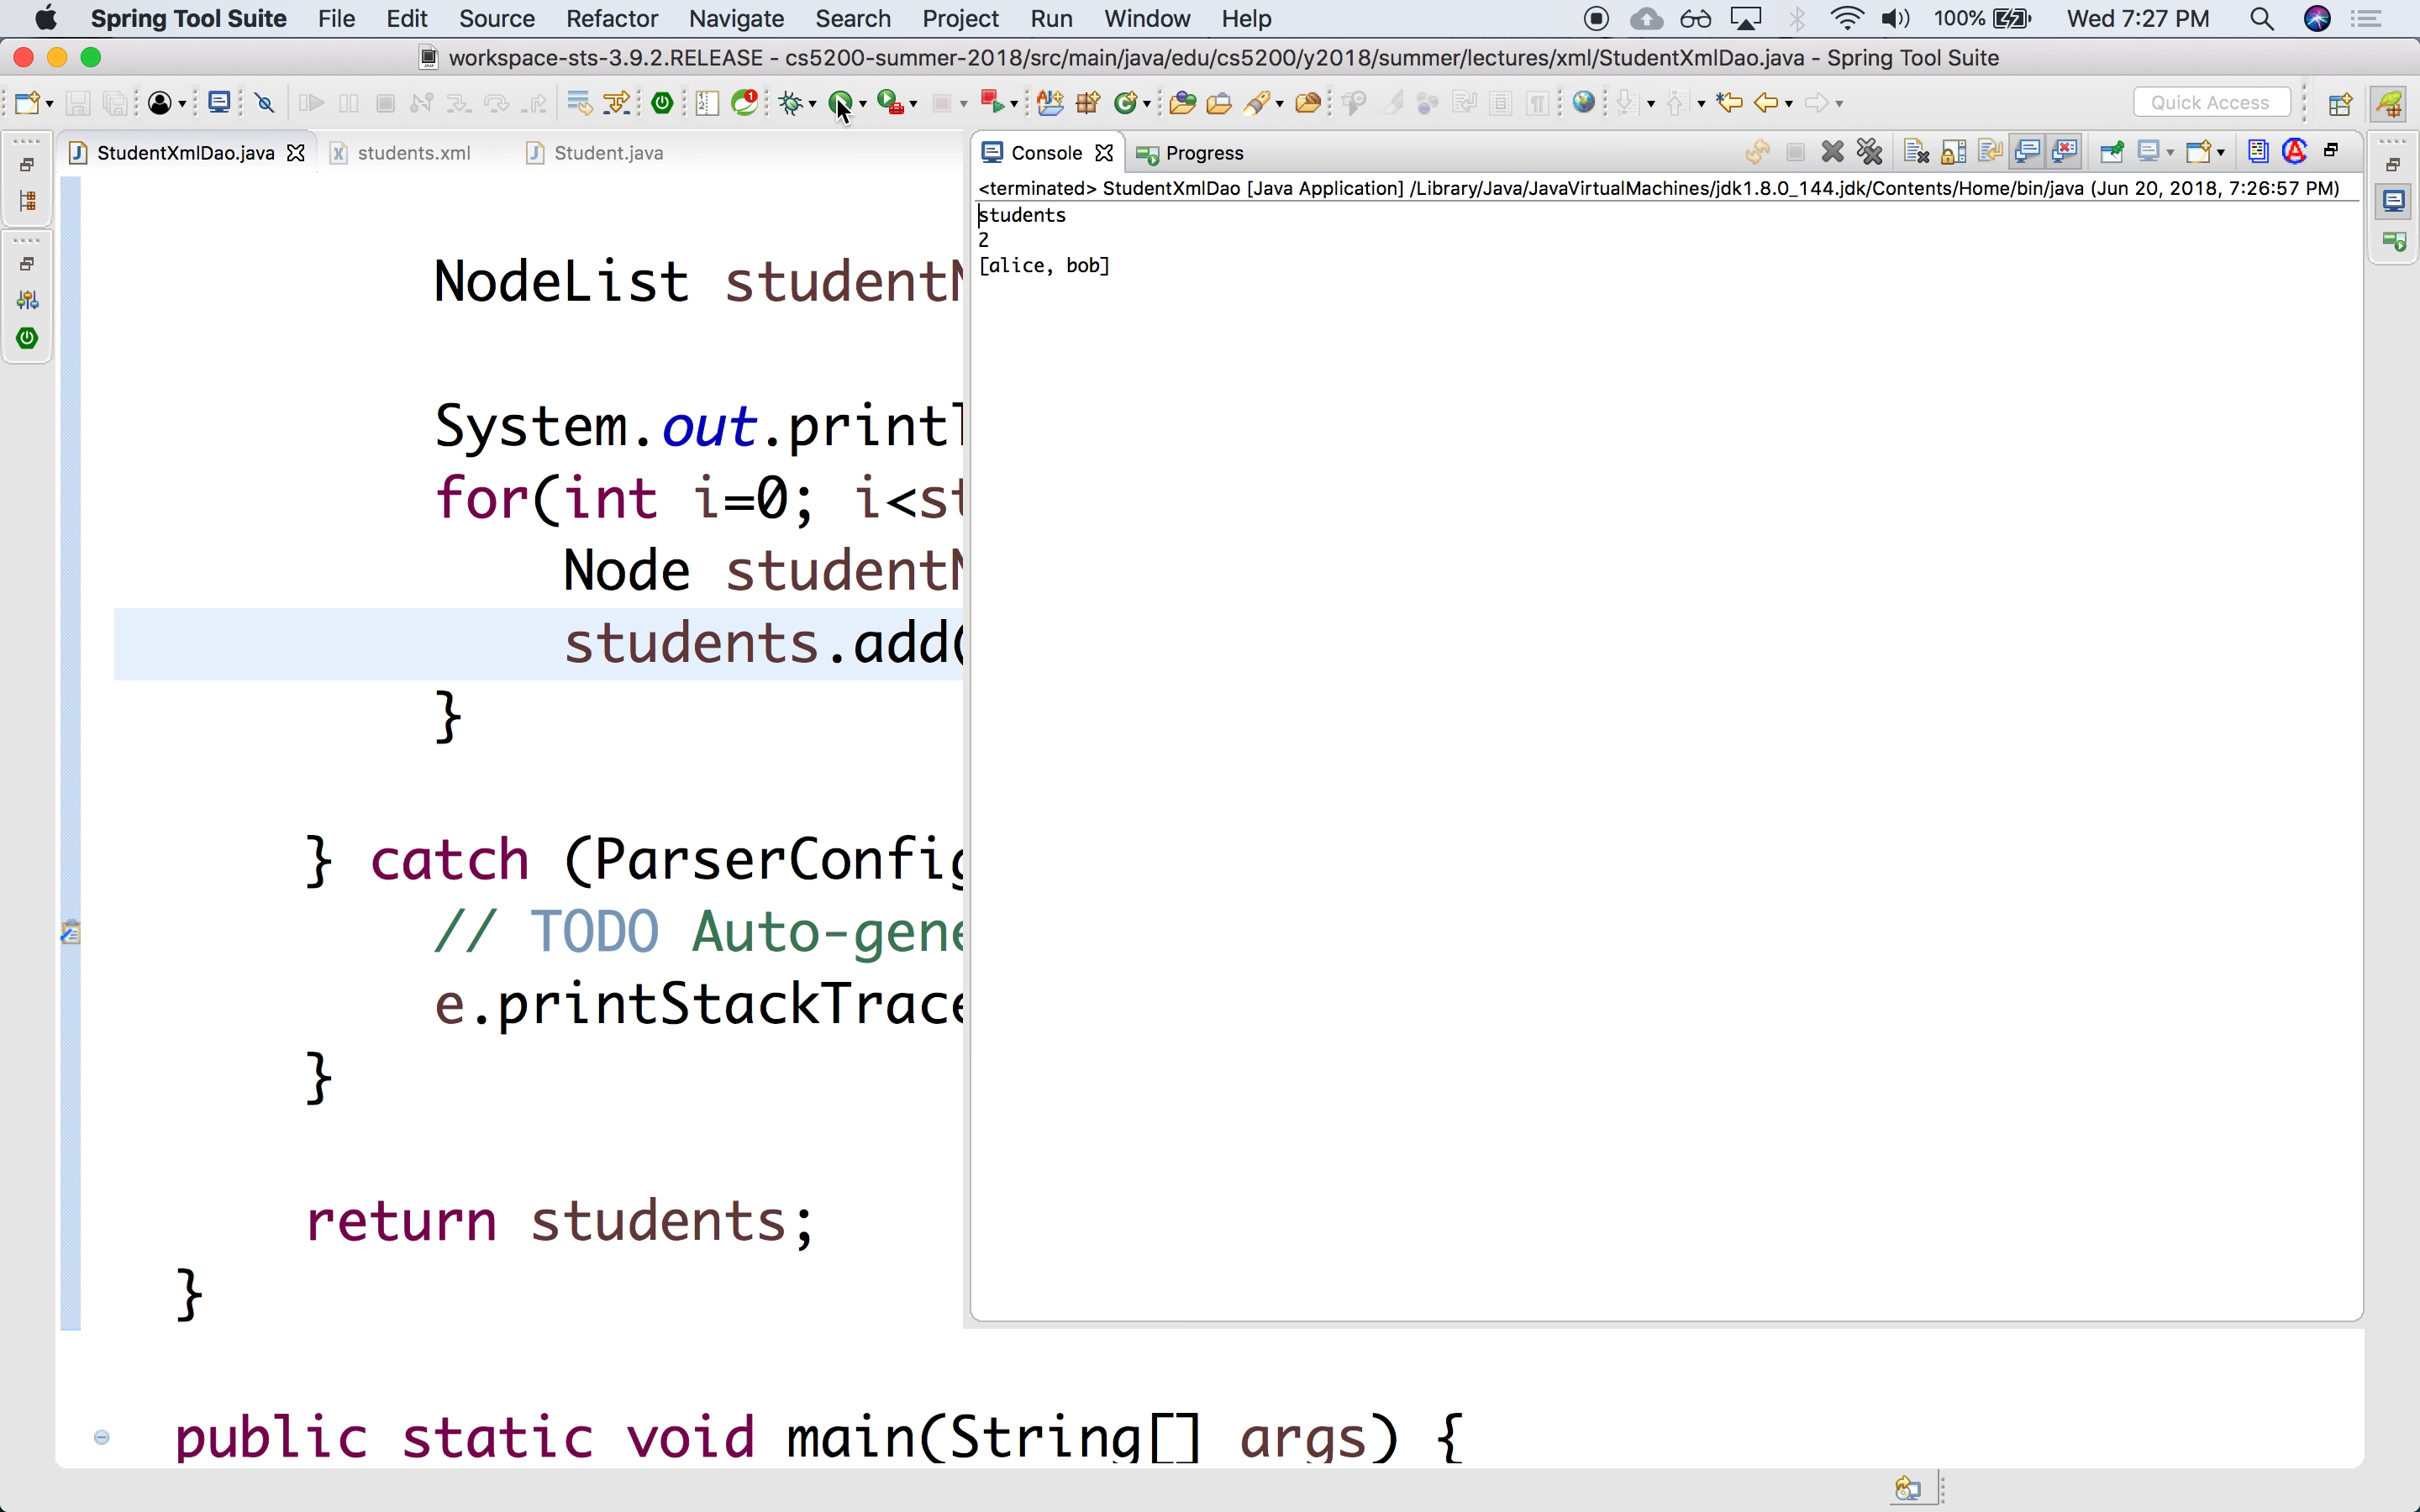 Spring Tool Suite File Edit Source Refactor Navigate Search Project Run Window Help 100% Wed 7:27 PM
workspace-sts-3.9.2.RELEASE - cs5200-summer-2018/src/main/java/edu/cs5200/y2018/summer/lectures/xml/StudentXmlDao.java - Spring Tool Suite
Quick Access
StudentXmlDao.java students.xml Student.java
Console Progress
<terminated> StudentXmlDao [Java Application] /Library/Java/JavaVirtualMachines/jdk1.8.0_144.jdk/Contents/Home/bin/java (Jun 20, 2018, 7:26:57 PM)
students
2
[alice, bob]
NodeList studentN
System.out.printl
for(int i=0; i<st
Node studentN
students.add(
}
} catch (ParserConfig
// TODO Auto-gene
e.printStackTrace
}
return students;
}
public static void main(String[] args) {